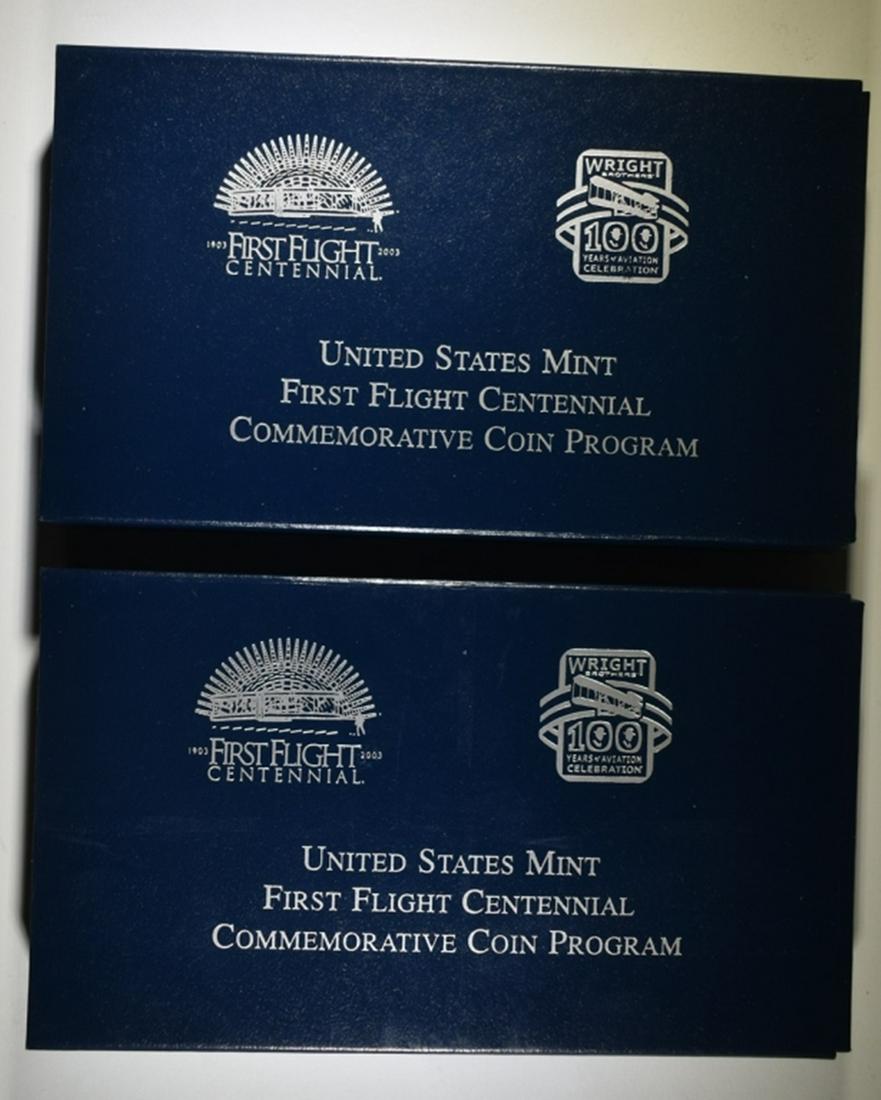 1903 FIRST FLIGHT 2003
CENTENNIAL
WRIGHT
BROTHERS
100
YEARS of AVIATION
CELEBRATION
UNITED STATES MINT
FIRST FLIGHT CENTENNIAL
COMMEMORATIVE COIN PROGRAM
1903 FIRST FLIGHT 2003
CENTENNIAL
WRIGHT
BROTHERS
100
YEARS of AVIATION
CELEBRATION
UNITED STATES MINT
FIRST FLIGHT CENTENNIAL
COMMEMORATIVE COIN PROGRAM